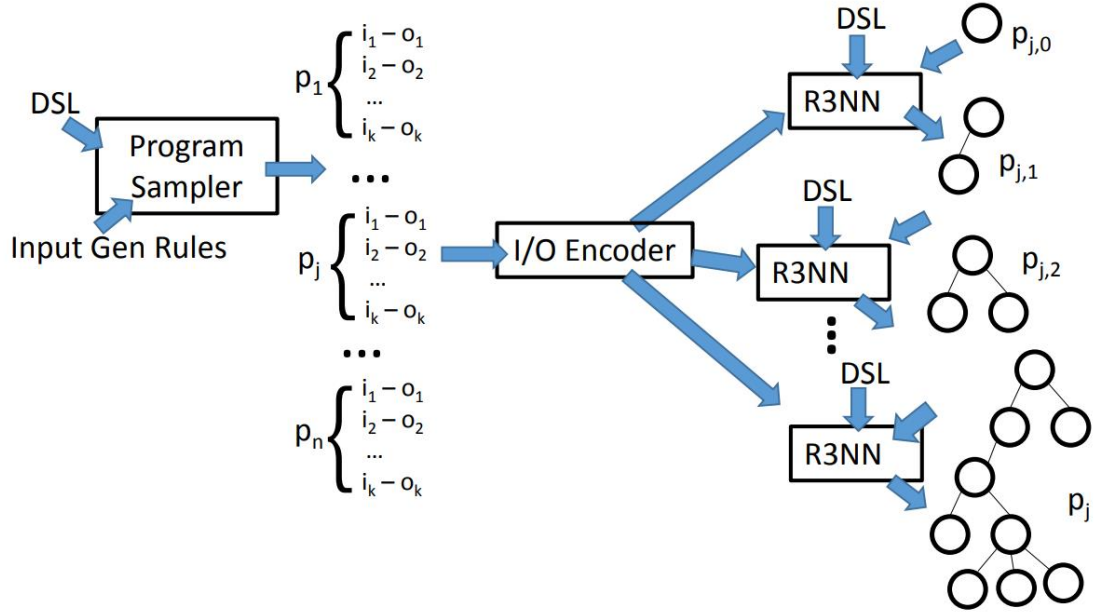 DSL
Program
Sampler
Input Gen Rules
p1
i1 – o1
i2 – o2
...
ik – ok
...
pj
i1 – o1
i2 – o2
...
ik – ok
...
pn
i1 – o1
i2 – o2
...
ik – ok
I/O Encoder
DSL
R3NN
pj,0
pj,1
DSL
R3NN
pj,2
DSL
R3NN
pj